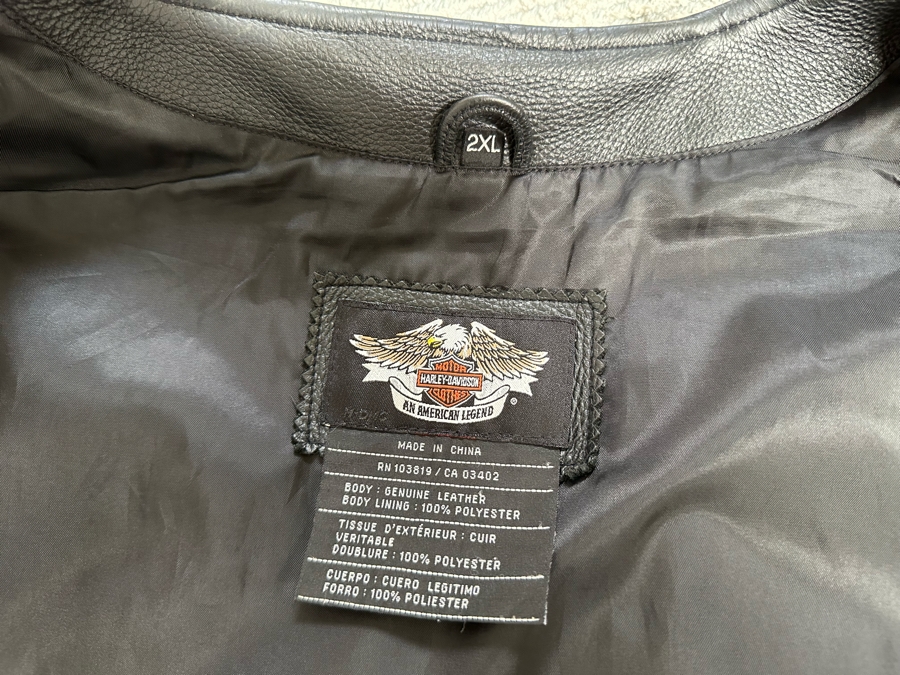 2XL
MOTOR
HARLEY-DAVIDSON
CLOTHES
AN AMERICAN LEGEND
®
MADE IN CHINA
RN 103819 / CA 03402
BODY : GENUINE LEATHER
BODY LINING : 100% POLYESTER
TISSUE D'EXTÉRIEUR : CUIR
VERITABLE
DOUBLURE : 100% POLYESTER
CUERPO : CUERO LEGITIMO
FORRO : 100% POLIESTER